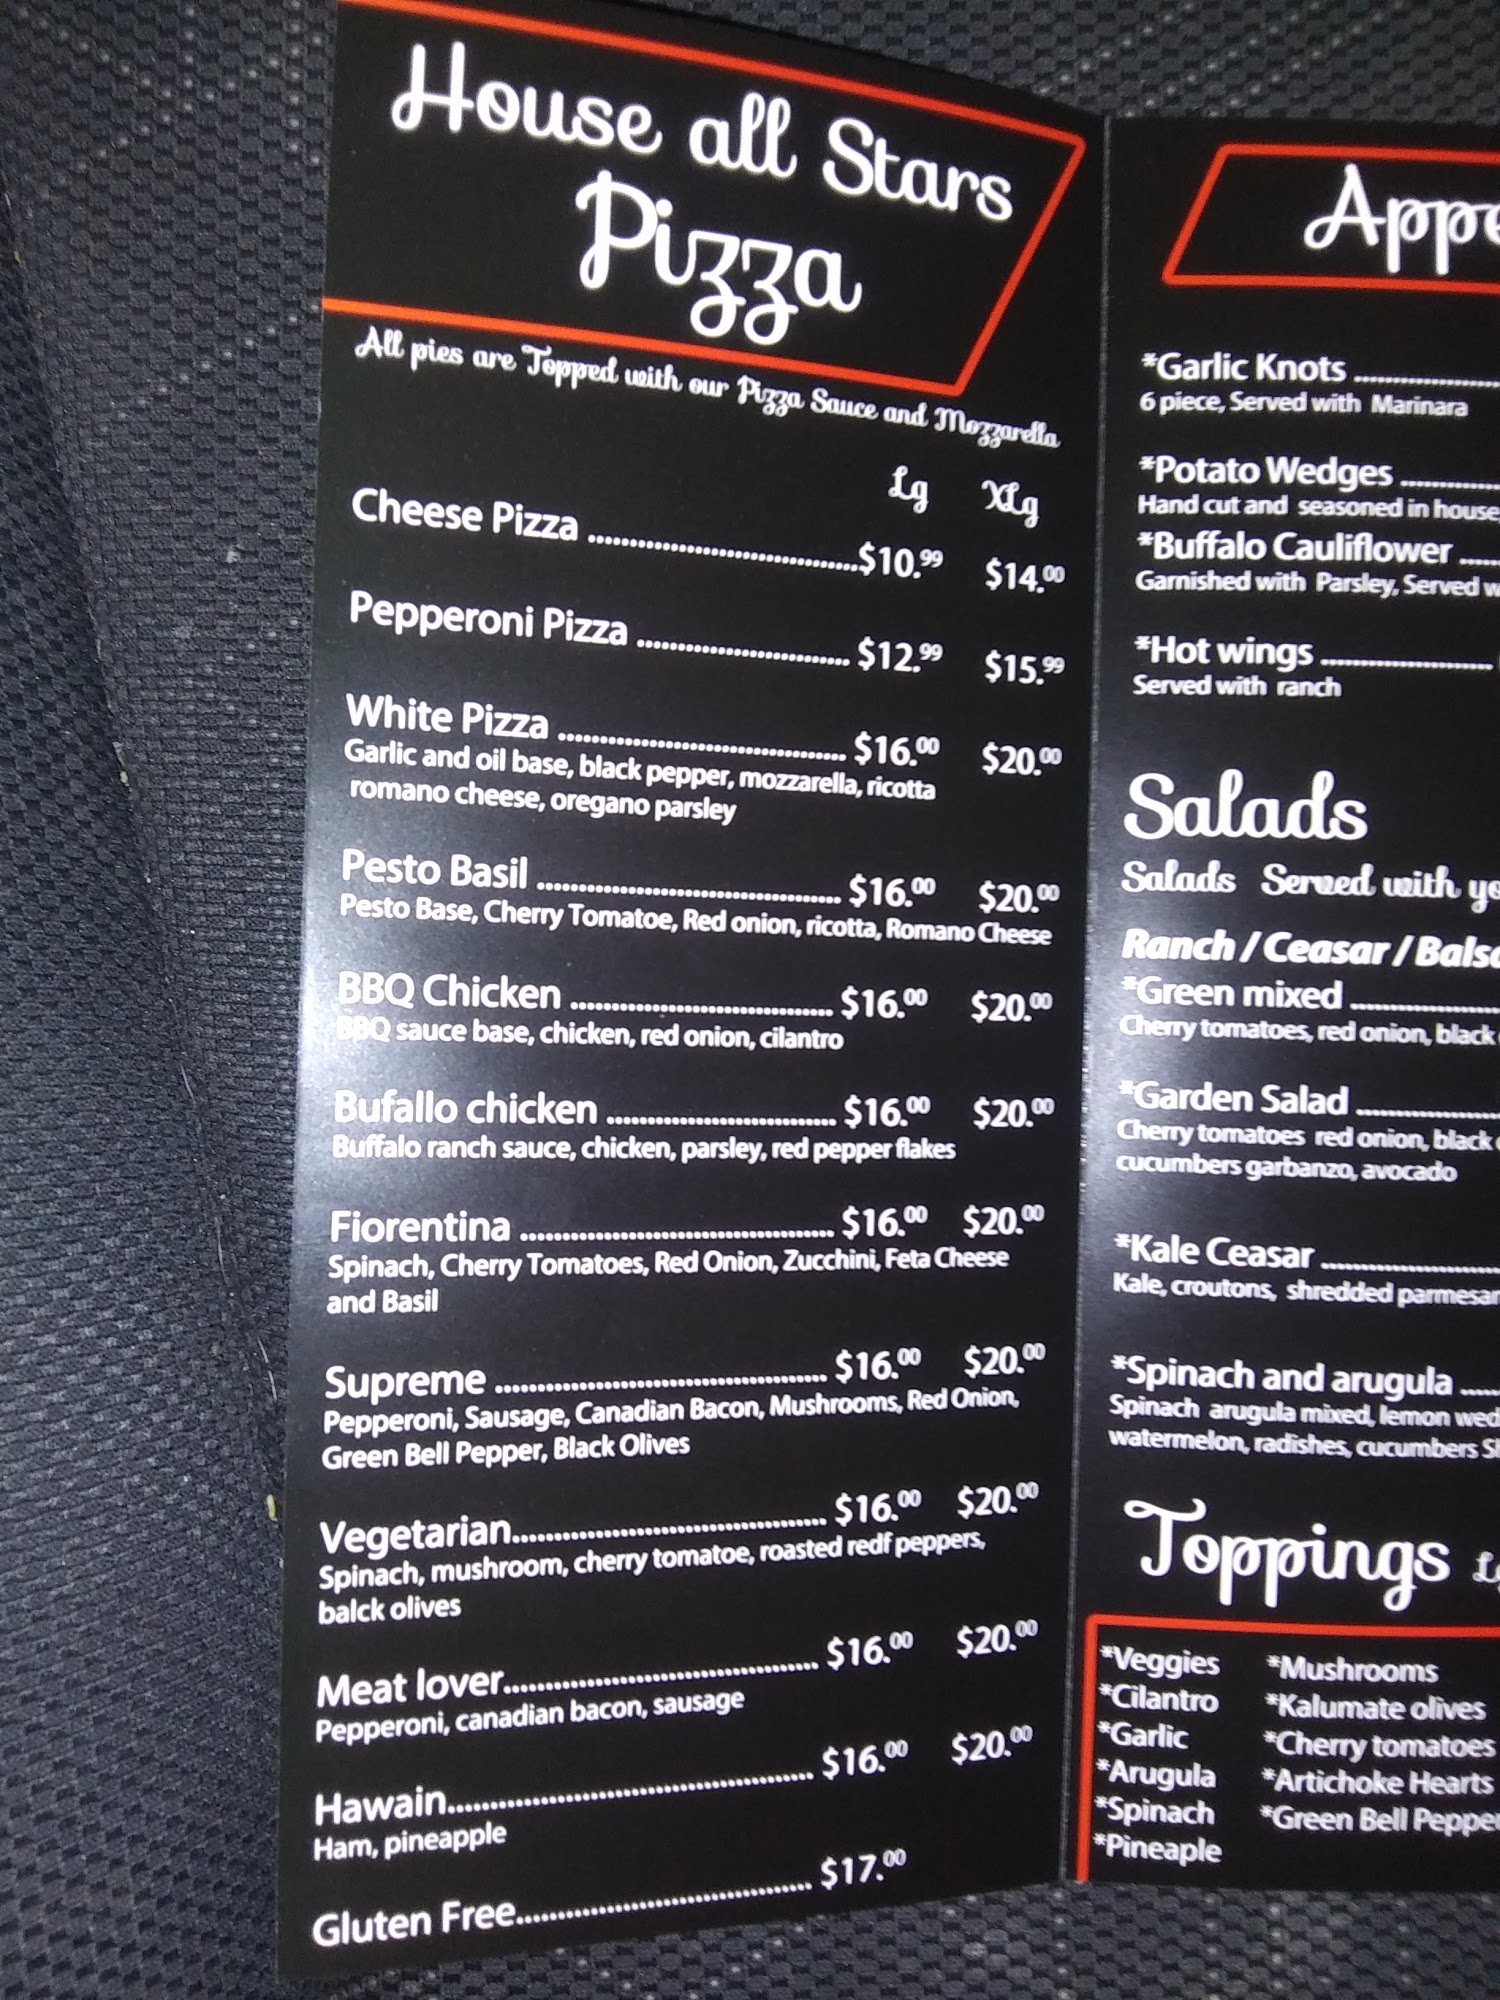 House all Stars
Pizza
All pies are Topped with our Pizza Sauce and Mozzarella
Lg XLg
Cheese Pizza ................................$10.99 $14.00
Pepperoni Pizza ......................... $12.99 $15.99
White Pizza .................................. $16.00 $20.00
Garlic and oil base, black pepper, mozzarella, ricotta
romano cheese, oregano parsley
Pesto Basil .................................... $16.00 $20.00
Pesto Base, Cherry Tomatoe, Red onion, ricotta, Romano Cheese
BBQ Chicken ............................... $16.00 $20.00
BBQ sauce base, chicken, red onion, cilantro
Bufallo chicken ........................... $16.00 $20.00
Buffalo ranch sauce, chicken, parsley, red pepper flakes
Fiorentina ..................................... $16.00 $20.00
Spinach, Cherry Tomatoes, Red Onion, Zucchini, Feta Cheese
and Basil
Supreme ....................................... $16.00 $20.00
Pepperoni, Sausage, Canadian Bacon, Mushrooms, Red Onion,
Green Bell Pepper, Black Olives
Vegetarian..................................... $16.00 $20.00
Spinach, mushroom, cherry tomatoe, roasted redf peppers,
balck olives
Meat lover..................................... $16.00 $20.00
Pepperoni, canadian bacon, sausage
Hawain........................................... $16.00 $20.00
Ham, pineapple
Gluten Free................................... $17.00
*Garlic Knots ..................
6 piece, Served with Marinara
*Potato Wedges ............
Hand cut and seasoned in house,
*Buffalo Cauliflower .....
Garnished with Parsley, Served
*Hot wings ....................
Served with ranch
Salads
Salads Served with
Ranch / Ceasar /
*Green mixed ..................
Cherry tomatoes, red onion, black
*Garden Salad .................
Cherry tomatoes red onion, black
cucumbers garbanzo, avocado
*Kale Ceasar .....................
Kale, croutons, shredded
*Spinach and arugula .....
Spinach arugula mixed, lemon
watermelon, radishes, cucumbers
Toppings
*Veggies
*Cilantro
*Garlic
*Arugula
*Spinach
*Pineaple
*Mushrooms
*Kalumate olives
*Cherry tomatoes
*Artichoke Hearts
*Green Bell